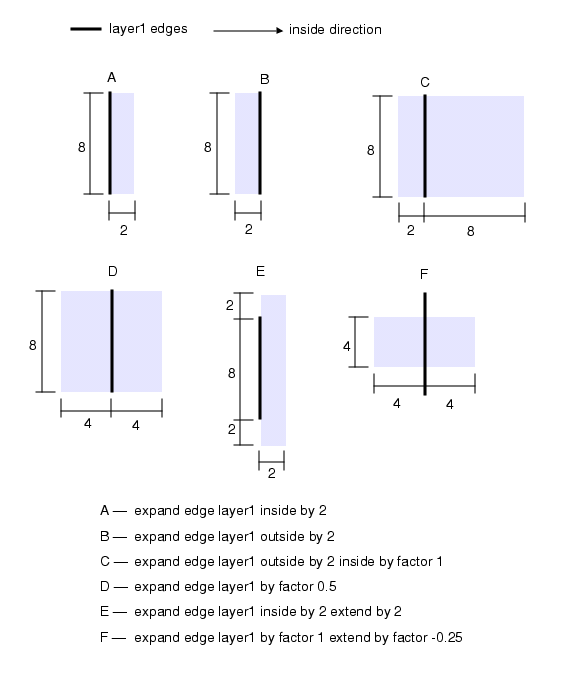 layer1 edges inside direction
A B C
8 8 8
2 2 2 8
D E F
2
8 8 4
4 4 2 4 4
2
A — expand edge layer1 inside by 2
B — expand edge layer1 outside by 2
C — expand edge layer1 outside by 2 inside by factor 1
D — expand edge layer1 by factor 0.5
E — expand edge layer1 inside by 2 extend by 2
F — expand edge layer1 by factor 1 extend by factor -0.25